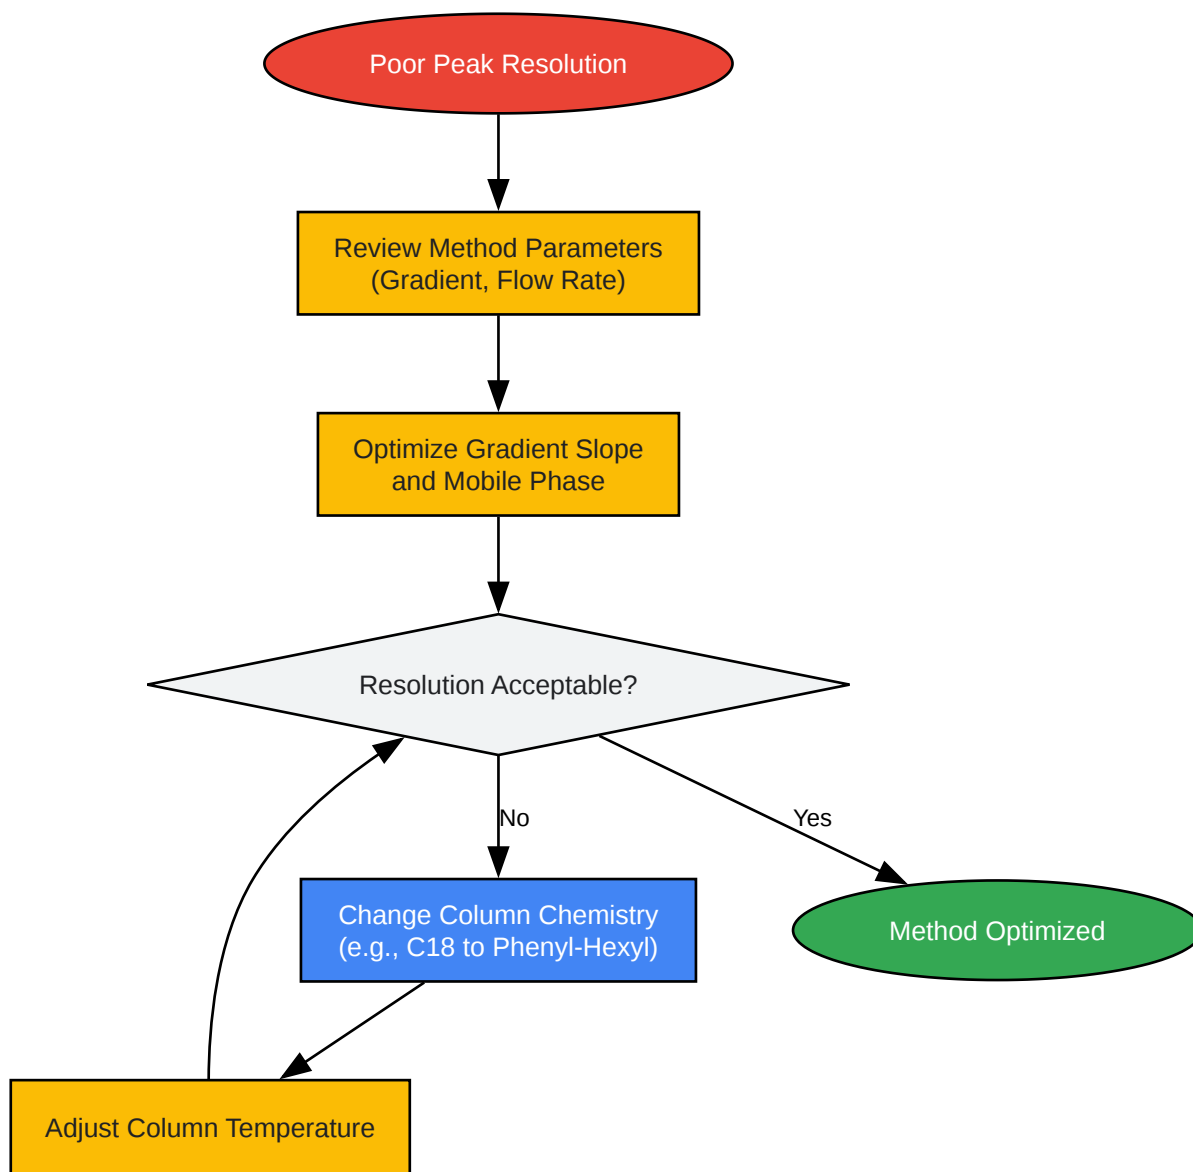 Poor Peak Resolution
Review Method Parameters
(Gradient, Flow Rate)
Optimize Gradient Slope
and Mobile Phase
Resolution Acceptable?
No
Yes
Change Column Chemistry
(e.g., C18 to Phenyl-Hexyl)
Method Optimized
Adjust Column Temperature